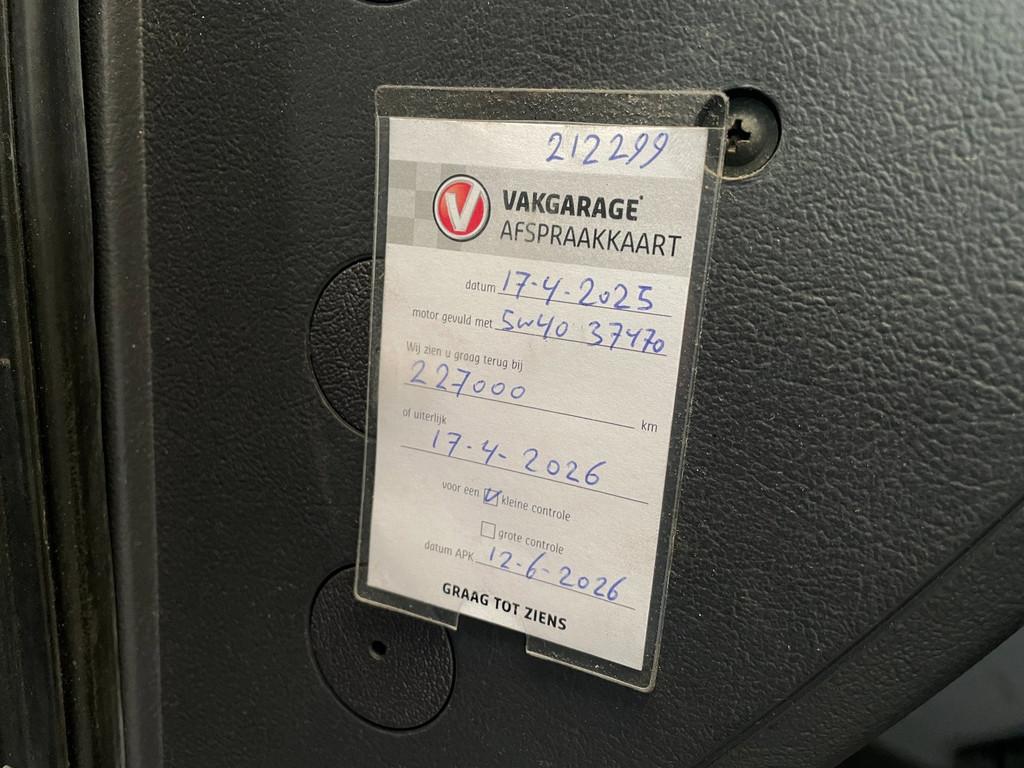 212299
VAKGARAGE
AFSPRAAKKAART
datum 17-4-2025
motor gevuld met 5w40 37470
Wij zien u graag terug bij
227000 km
of uiterlijk
17-4-2026
voor een kleine controle
grote controle
datum APK 12-6-2026
GRAAG TOT ZIENS